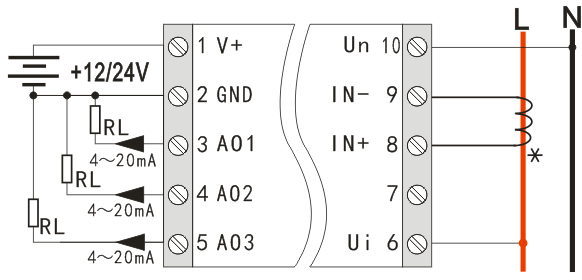 L N
1 V+ Un 10
+12/24V
2 GND IN- 9
RL
3 AO1 IN+ 8
4～20mA *
RL
4 AO2 7
4～20mA
RL
5 AO3 Ui 6
4～20mA